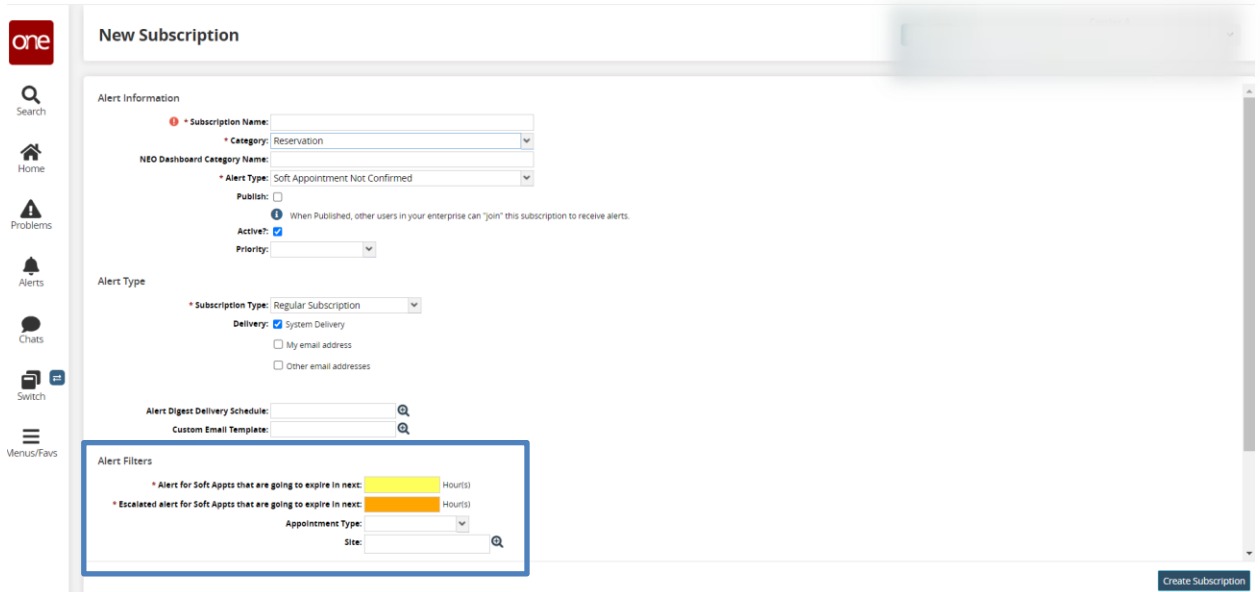 one
New Subscription
Search
Home
Problems
Alerts
Chats
Switch
Menus/Favs
Alert Information
* Subscription Name:
* Category: Reservation
NEO Dashboard Category Name:
* Alert Type: Soft Appointment Not Confirmed
Publish:
When Published, other users in your enterprise can "join" this subscription to receive alerts.
Active?:
Priority:
Alert Type
* Subscription Type: Regular Subscription
Delivery: System Delivery
My email address
Other email addresses
Alert Digest Delivery Schedule:
Custom Email Template:
Alert Filters
* Alert for Soft Appts that are going to expire in next: Hour(s)
* Escalated alert for Soft Appts that are going to expire in next: Hour(s)
Appointment Type:
Site:
Create Subscription